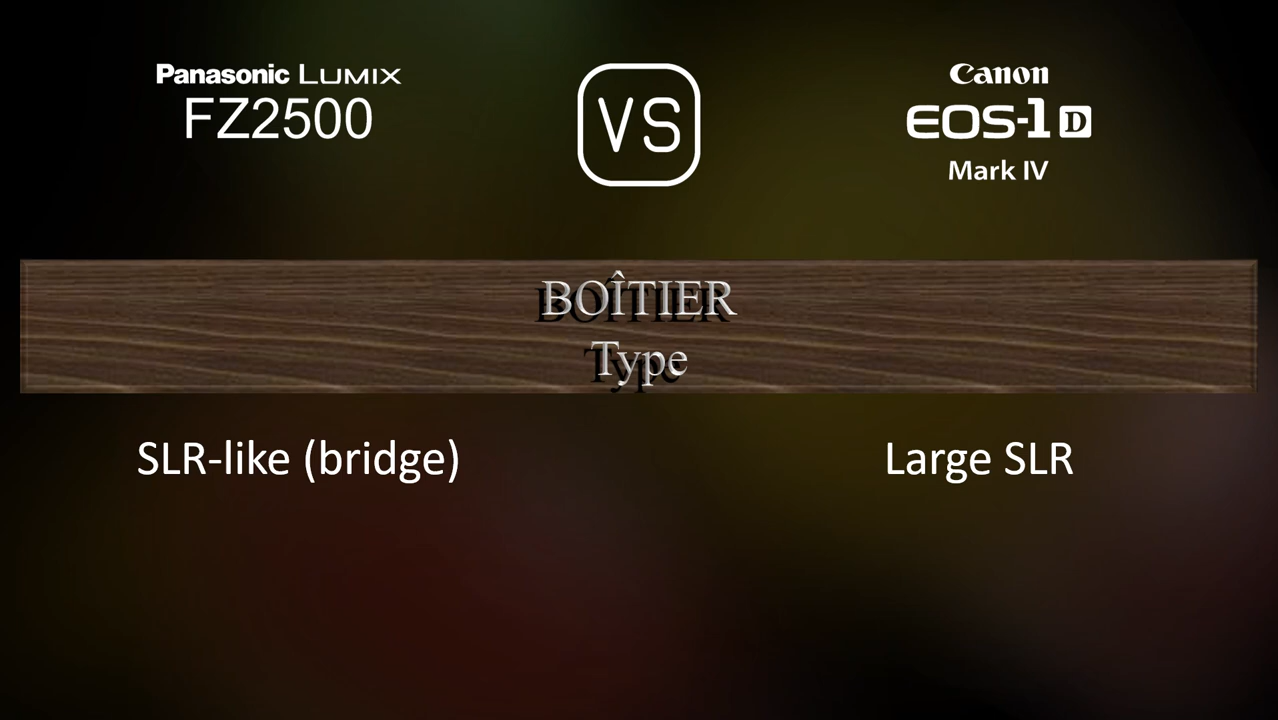 Panasonic LUMIX
FZ2500
VS
Canon
EOS-1D
Mark IV
BOÎTIER
Type
SLR-like (bridge)
Large SLR